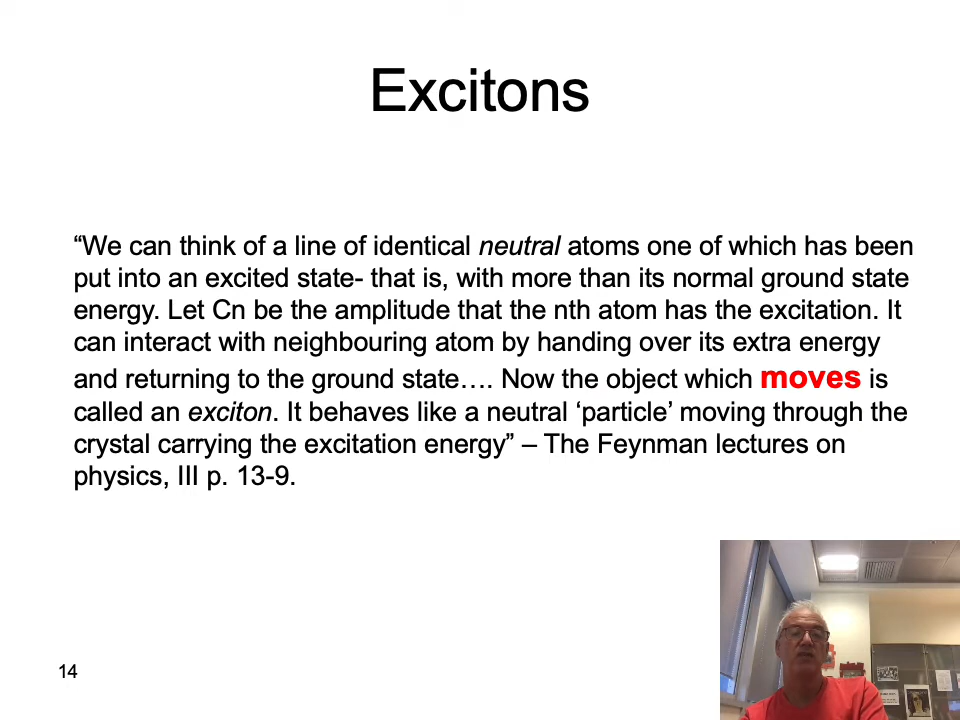 Excitons
“We can think of a line of identical neutral atoms one of which has been
put into an excited state- that is, with more than its normal ground state
energy. Let Cn be the amplitude that the nth atom has the excitation. It
can interact with neighbouring atom by handing over its extra energy
and returning to the ground state…. Now the object which moves is
called an exciton. It behaves like a neutral ‘particle’ moving through the
crystal carrying the excitation energy” – The Feynman lectures on
physics, III p. 13-9.
14